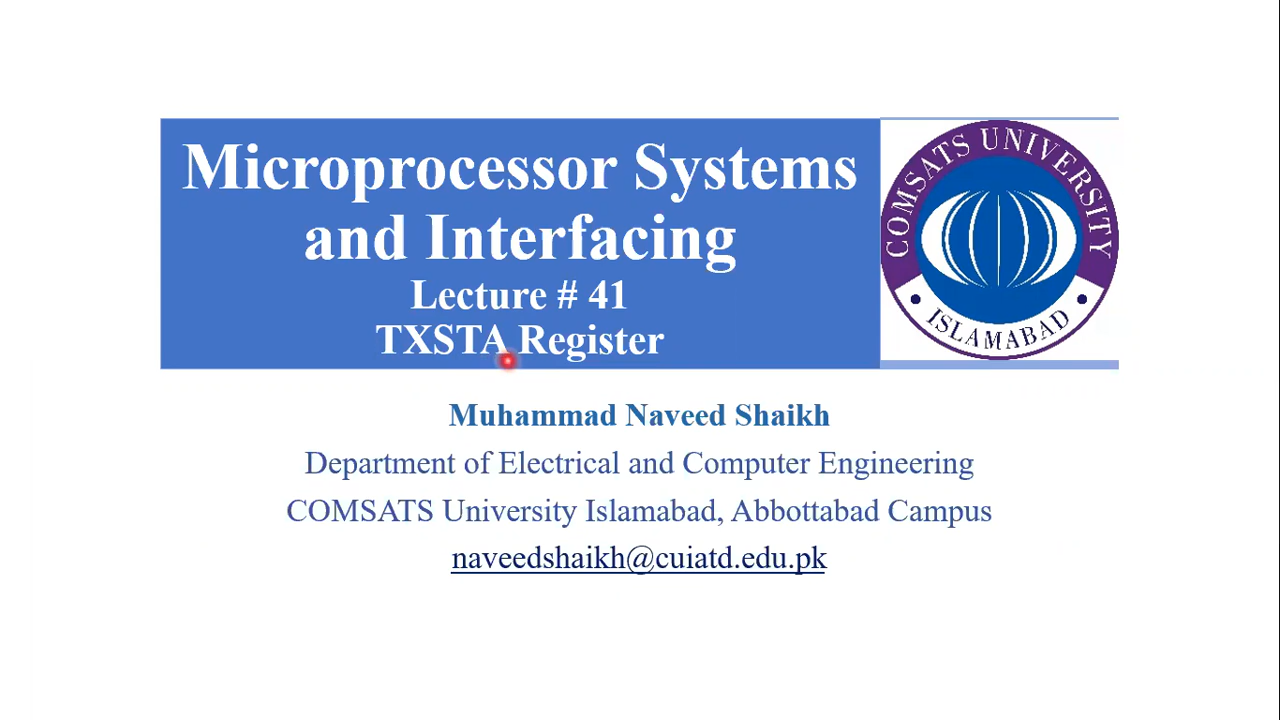 Microprocessor Systems
and Interfacing
Lecture # 41
TXSTA Register
COMSATS UNIVERSITY
ISLAMABAD
Muhammad Naveed Shaikh
Department of Electrical and Computer Engineering
COMSATS University Islamabad, Abbottabad Campus
naveedshaikh@cuiatd.edu.pk